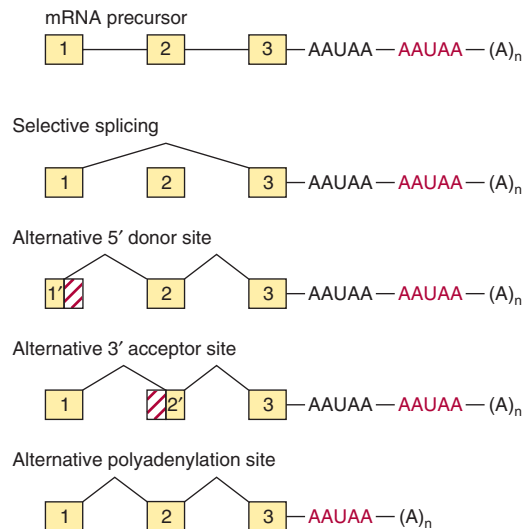 mRNA precursor
1 2 3 AAUAA AAUAA (A)n
Selective splicing
1 2 3 AAUAA AAUAA (A)n
Alternative 5′ donor site
1′ 2 3 AAUAA AAUAA (A)n
Alternative 3′ acceptor site
1 2′ 3 AAUAA AAUAA (A)n
Alternative polyadenylation site
1 2 3 AAUAA (A)n